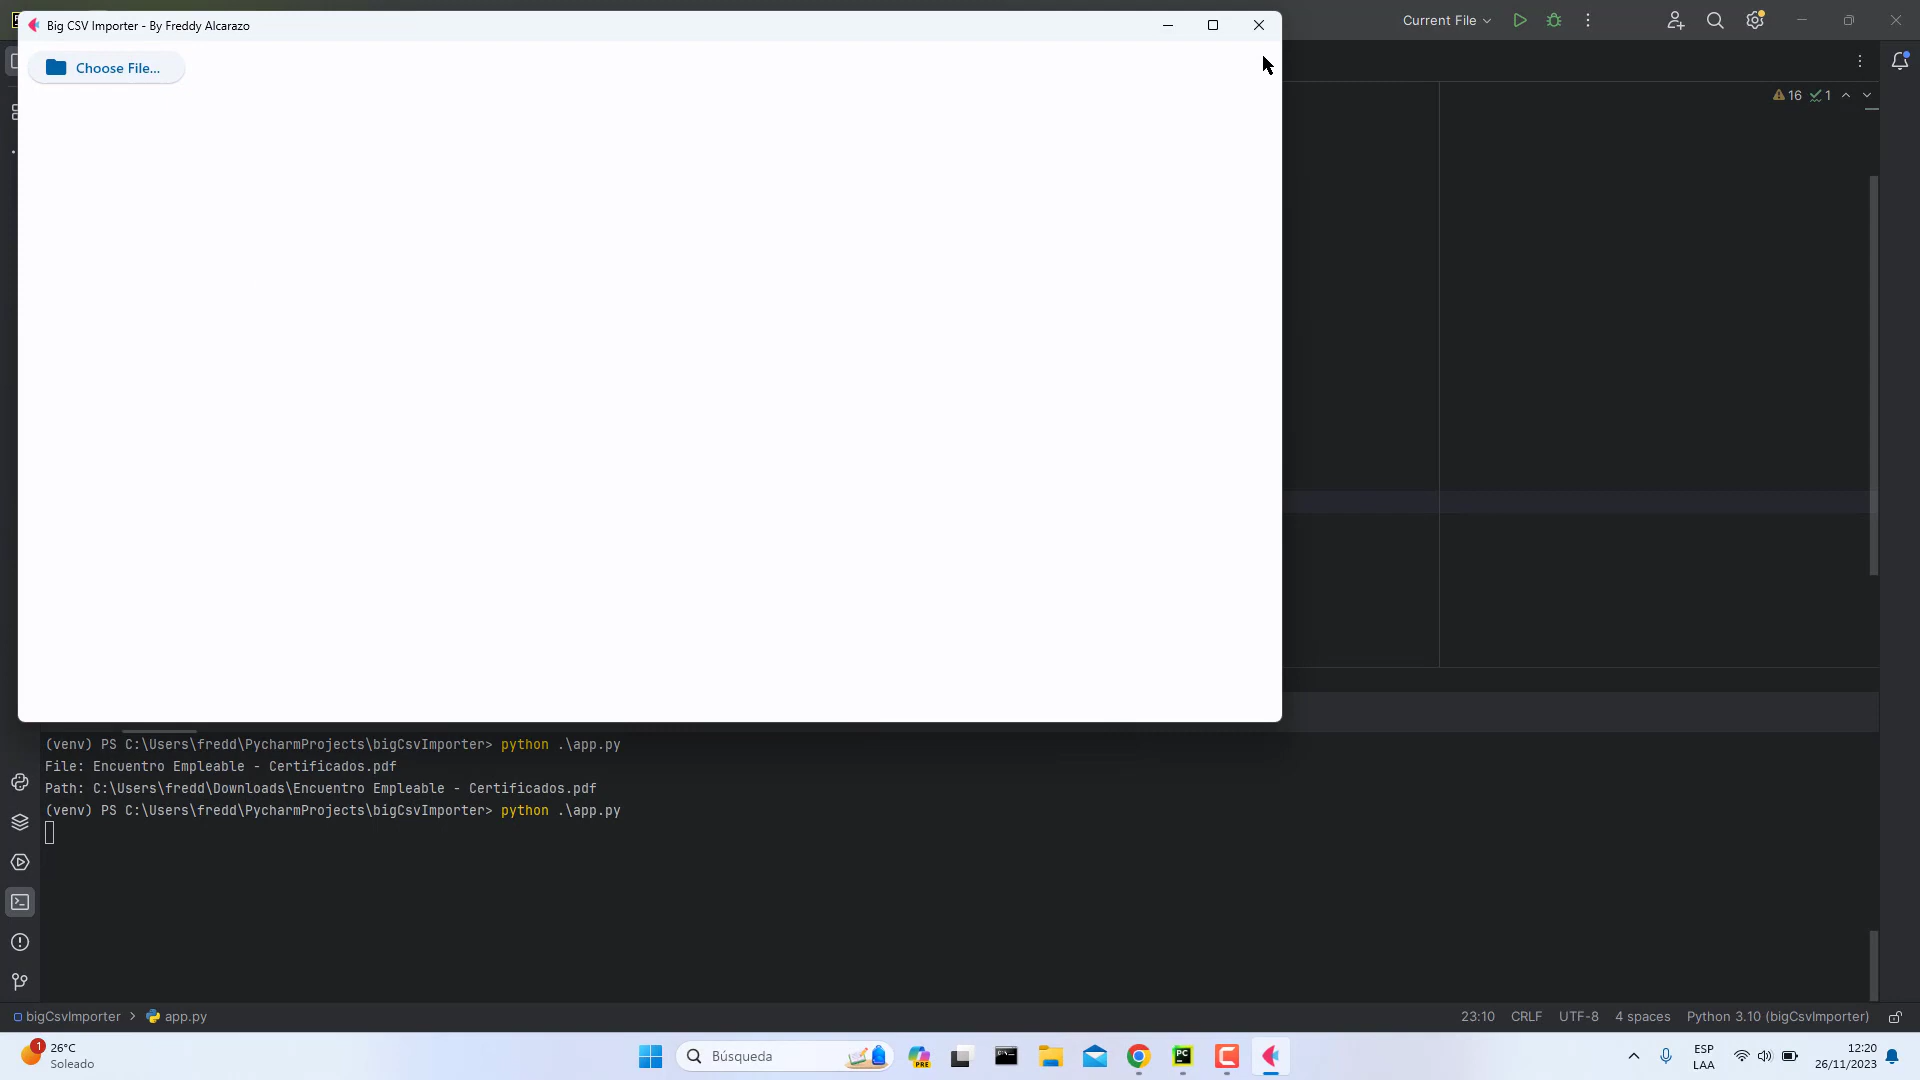 Big CSV Importer - By Freddy Alcarazo
Current File
Choose File...
16 1
(venv) PS C:\Users\fredd\PycharmProjects\bigCsvImporter> python .\app.py
File: Encuentro Empleable - Certificados.pdf
Path: C:\Users\fredd\Downloads\Encuentro Empleable - Certificados.pdf
(venv) PS C:\Users\fredd\PycharmProjects\bigCsvImporter> python .\app.py
bigCsvImporter > app.py
23:10 CRLF UTF-8 4 spaces Python 3.10 (bigCsvImporter)
1
26°C
Soleado
Búsqueda
PRE
PC
ESP
LAA
12:20
26/11/2023